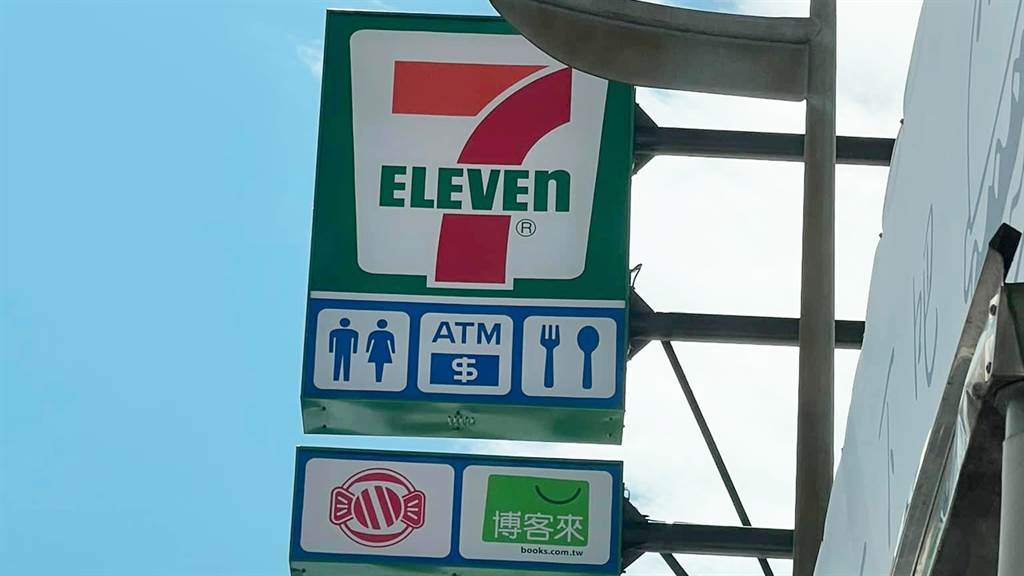 7
ELEVEn
®
ATM
$
博客來
books.com.tw